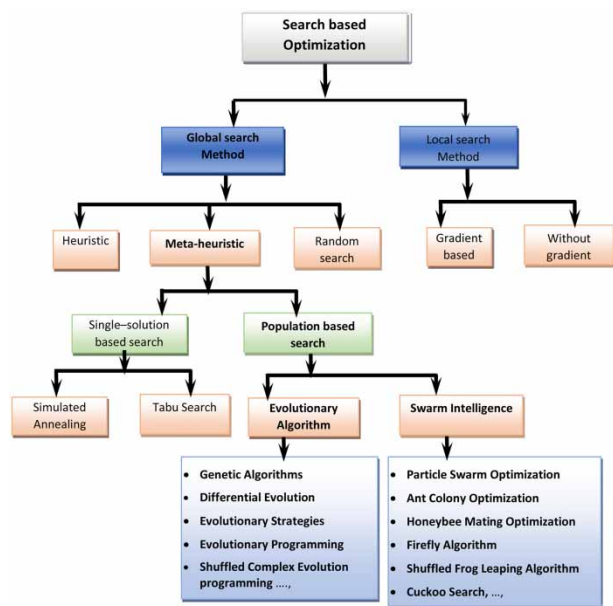 Search based
Optimization
Global search
Method
Local search
Method
Heuristic
Meta-heuristic
Random
search
Gradient
based
Without
gradient
Single–solution
based search
Population based
search
Simulated
Annealing
Tabu Search
Evolutionary
Algorithm
Swarm Intelligence
• Genetic Algorithms
• Differential Evolution
• Evolutionary Strategies
• Evolutionary Programming
• Shuffled Complex Evolution
programming ....,
• Particle Swarm Optimization
• Ant Colony Optimization
• Honeybee Mating Optimization
• Firefly Algorithm
• Shuffled Frog Leaping Algorithm
• Cuckoo Search, ...,